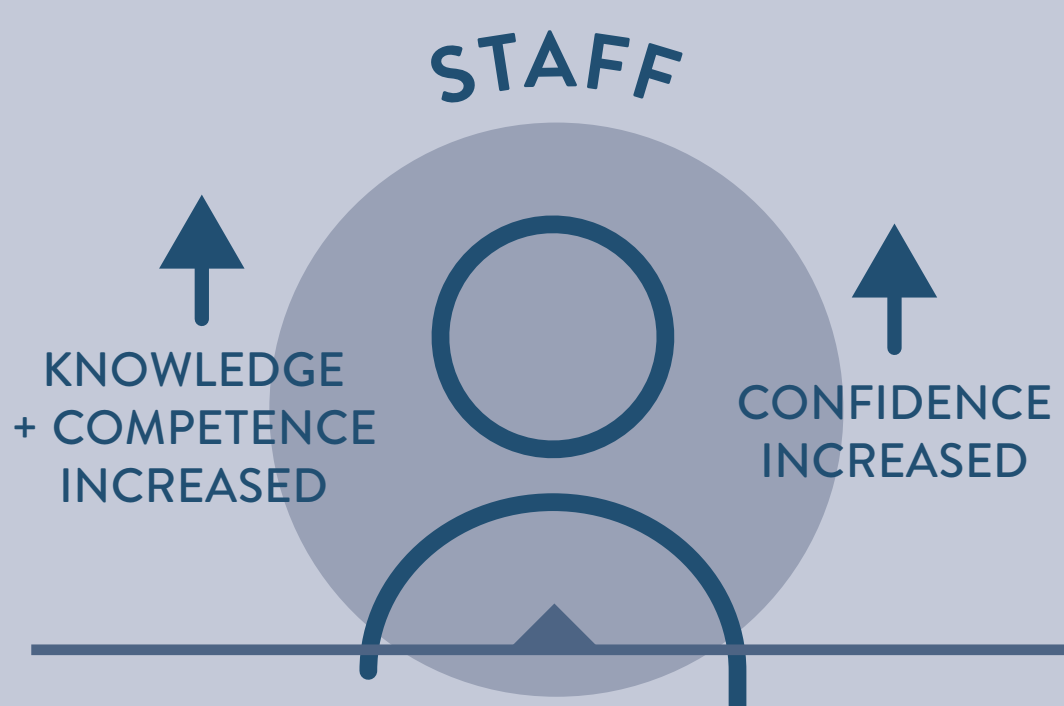 STAFF
KNOWLEDGE
+ COMPETENCE
INCREASED
CONFIDENCE
INCREASED